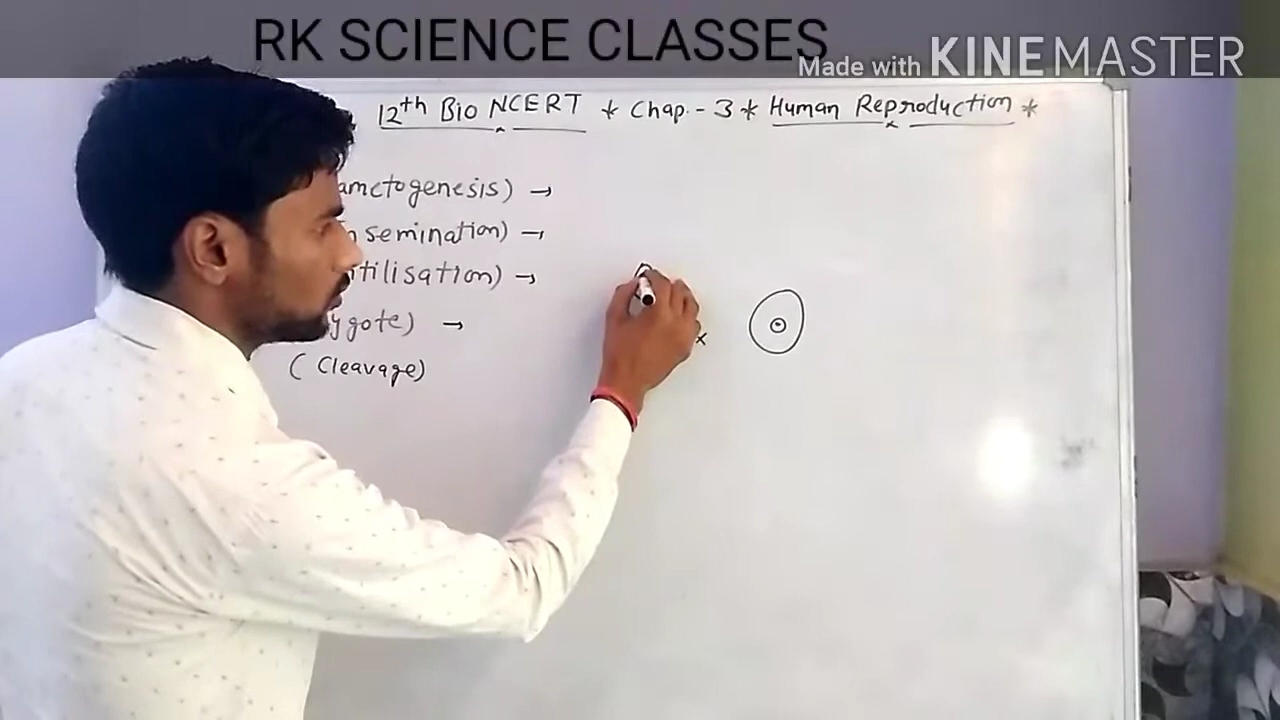 RK SCIENCE CLASSES
Made with KINEMASTER
12th Bio NCERT * Chap. - 3 * Human Reproduction *
amctogenesis) →
semination) →
tilisation) →
ygote) →
( Cleavage)
x